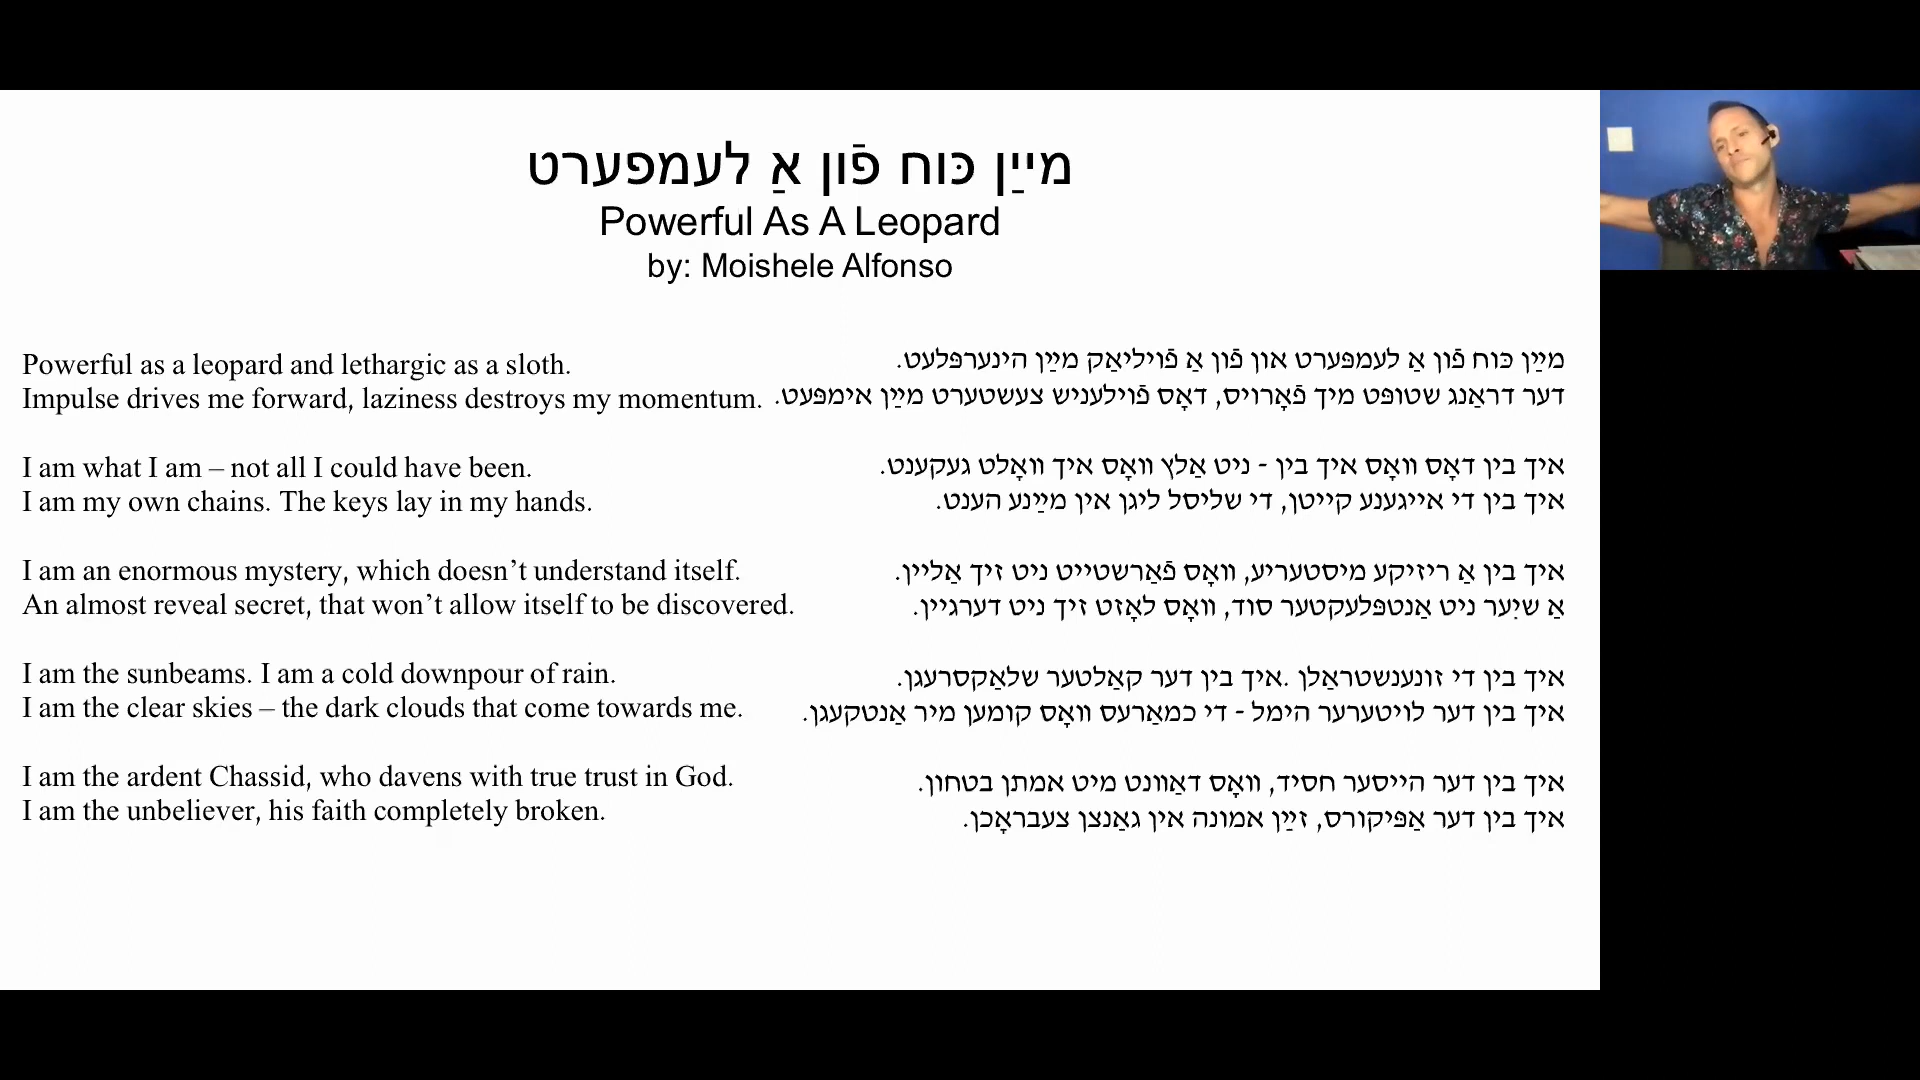 מייַן כּוח פֿון אַ לעמפּערט
Powerful As A Leopard
by: Moishele Alfonso
Powerful as a leopard and lethargic as a sloth.
Impulse drives me forward, laziness destroys my momentum.
I am what I am – not all I could have been.
I am my own chains. The keys lay in my hands.
I am an enormous mystery, which doesn’t understand itself.
An almost reveal secret, that won’t allow itself to be discovered.
I am the sunbeams. I am a cold downpour of rain.
I am the clear skies – the dark clouds that come towards me.
I am the ardent Chassid, who davens with true trust in God.
I am the unbeliever, his faith completely broken.
מייַן כּוח פֿון אַ לעמפּערט און פֿון אַ פֿויליאַק מייַן הינערפּלעט.
דער דראַנג שטופּט מיך פֿאָרויס, דאָס פֿוילעניש צעשטערט מייַן אימפּעט.
איך בין דאָס וואָס איך בין - ניט אַלץ וואָס איך וואָלט געקענט.
איך בין די אייגענע קייטן, די שליסל ליגן אין מייַנע הענט.
איך בין אַ ריזיקע מיסטעריע, וואָס פֿאַרשטייט ניט זיך אַליין.
אַ שיִער ניט אַנטפּלעקטער סוד, וואָס לאָזט זיך ניט דערגיין.
איך בין די זונענשטראַלן .איך בין דער קאַלטער שלאַקסרעגן.
איך בין דער לויטערער הימל - די כמאַרעס וואָס קומען מיר אַנטקעגן.
איך בין דער הייסער חסיד, וואָס דאַוונט מיט אמתן בטחון.
איך בין דער אַפּיקורס, זייַן אמונה אין גאַנצן צעבראָכן.